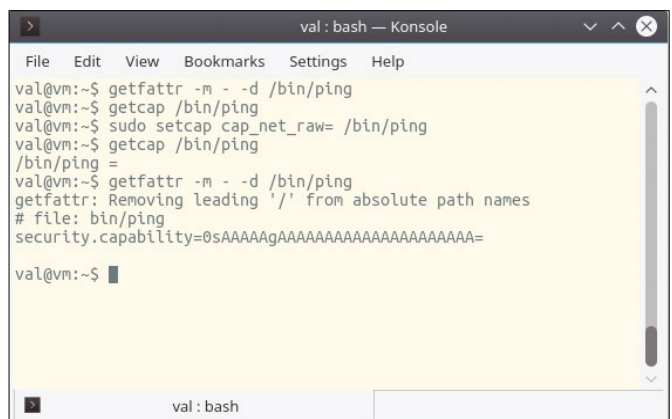 val : bash — Konsole
File Edit View Bookmarks Settings Help
val@vm:~$ getfattr -m - -d /bin/ping
val@vm:~$ getcap /bin/ping
val@vm:~$ sudo setcap cap_net_raw= /bin/ping
val@vm:~$ getcap /bin/ping
/bin/ping =
val@vm:~$ getfattr -m - -d /bin/ping
getfattr: Removing leading '/' from absolute path names
# file: bin/ping
security.capability=0sAAAAAgAAAAAAAAAAAAAAAAAAAAA=
val@vm:~$
val : bash